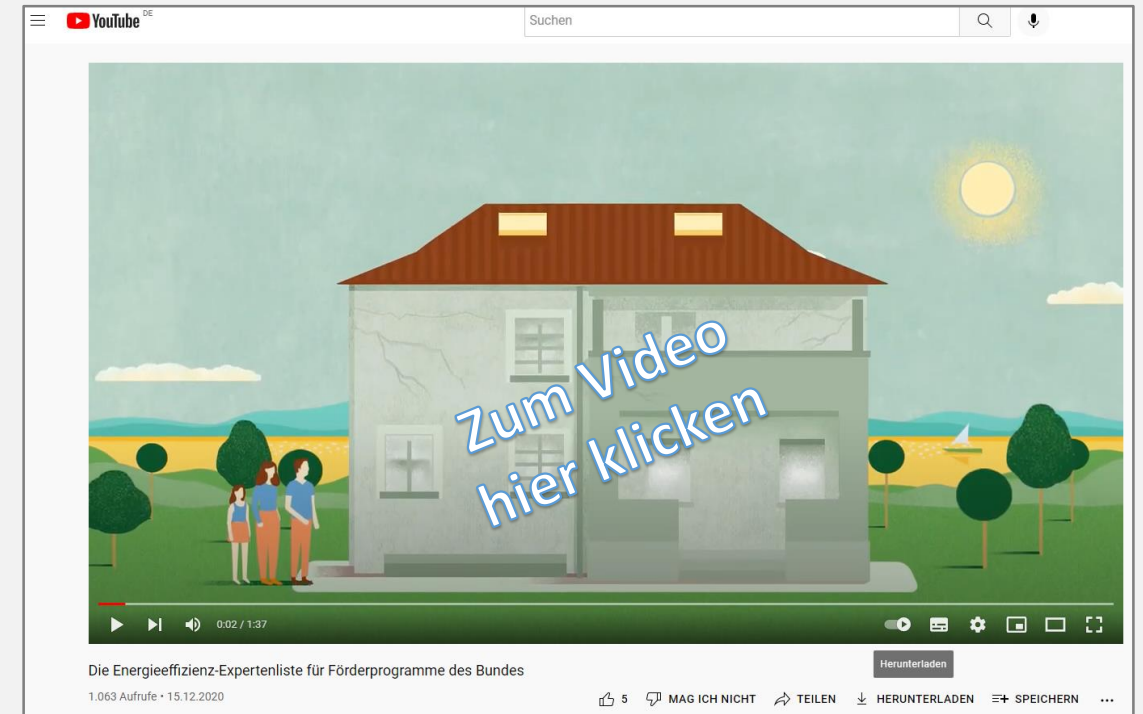 YouTube DE
Suchen
Zum Video
hier klicken
0:02 / 1:37
Die Energieeffizienz-Expertenliste für Förderprogramme des Bundes
Herunterladen
1.063 Aufrufe • 15.12.2020
5 MAG ICH NICHT TEILEN HERUNTERLADEN SPEICHERN